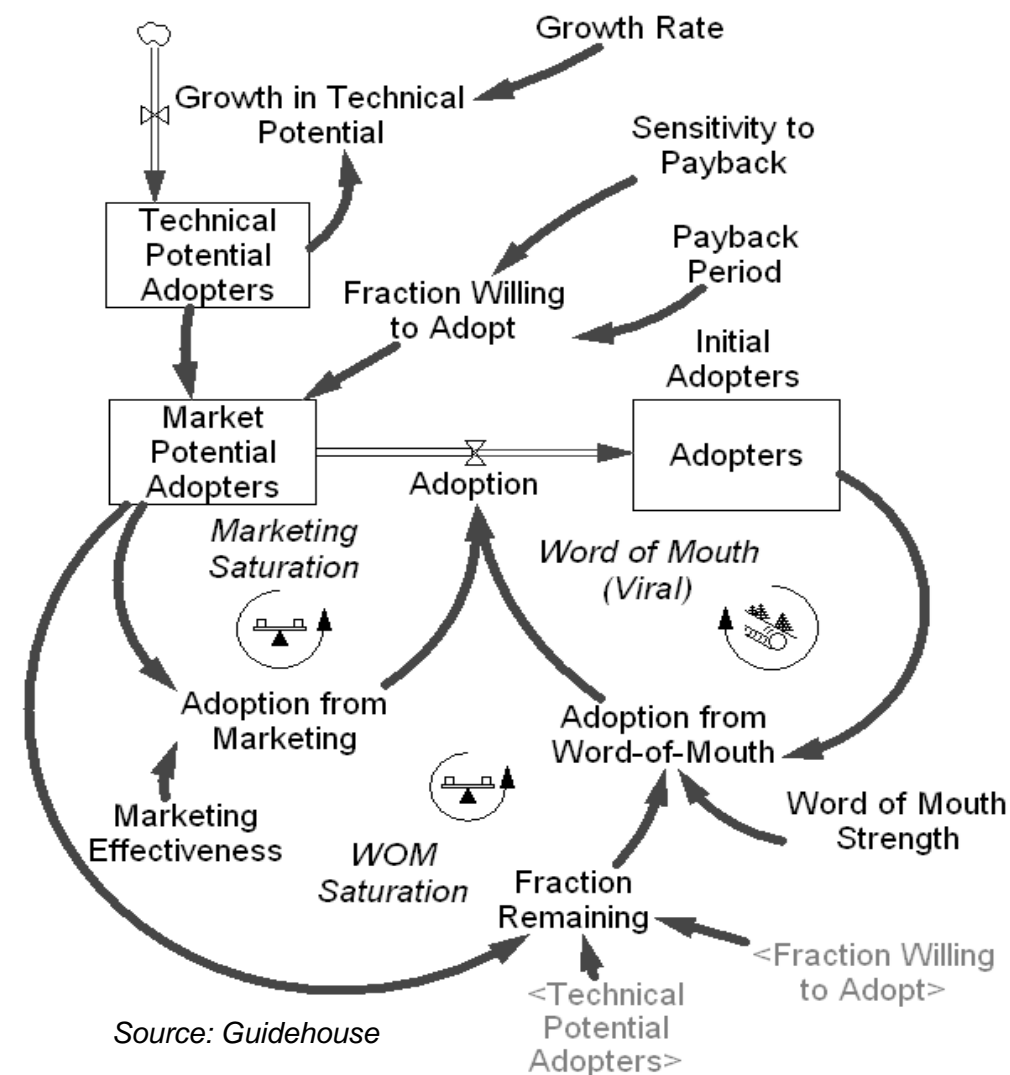 Growth Rate
Growth in Technical
Potential
Sensitivity to
Payback
Technical
Potential
Adopters
Payback
Period
Fraction Willing
to Adopt
Initial
Adopters
Market
Potential
Adopters
Adopters
Adoption
Marketing
Saturation
Word of Mouth
(Viral)
Adoption from
Marketing
Adoption from
Word-of-Mouth
Marketing
Effectiveness
Word of Mouth
Strength
WOM
Saturation
Fraction
Remaining
<Fraction Willing
to Adopt>
<Technical
Potential
Adopters>
Source: Guidehouse